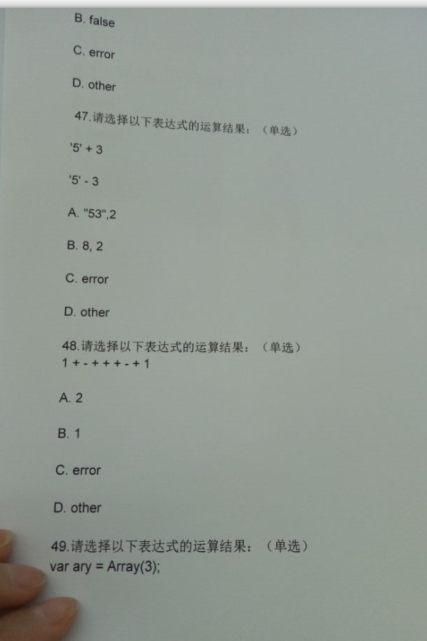 B. false
C. error
D. other
47.请选择以下表达式的运算结果：（单选）
'5' + 3
'5' - 3
A. "53",2
B. 8, 2
C. error
D. other
48.请选择以下表达式的运算结果：（单选）
1 + - + + + - + 1
A. 2
B. 1
C. error
D. other
49.请选择以下表达式的运算结果：（单选）
var ary = Array(3);